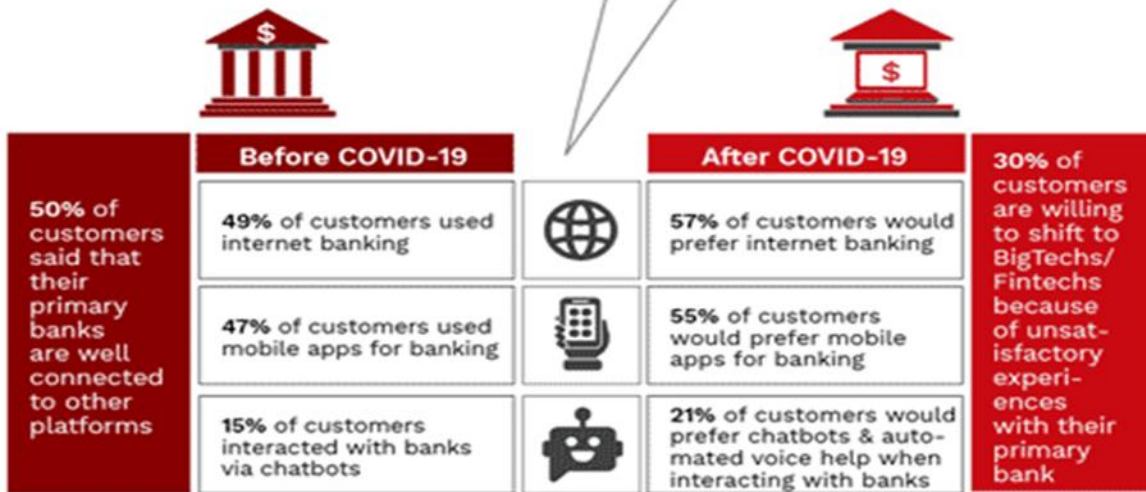 $
$
50% of
customers
said that
their
primary
banks
are well
connected
to other
platforms
Before COVID-19
49% of customers used
internet banking
47% of customers used
mobile apps for banking
15% of customers
interacted with banks
via chatbots
After COVID-19
57% of customers would
prefer internet banking
55% of customers
would prefer mobile
apps for banking
21% of customers would
prefer chatbots & auto-
mated voice help when
interacting with banks
30% of
customers
are willing
to shift to
BigTechs/
Fintechs
because
of unsat-
isfactory
experi-
ences
with their
primary
bank